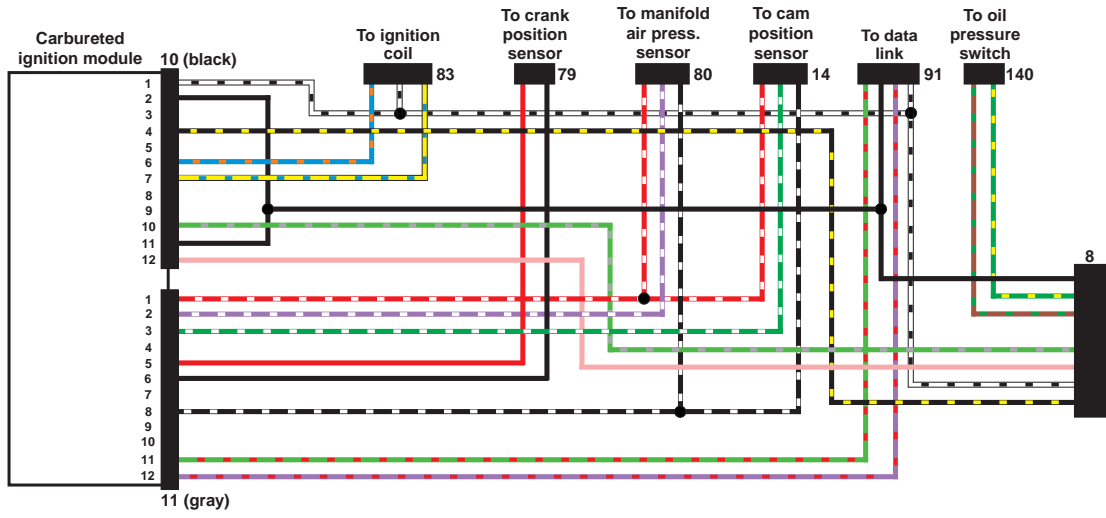 Carbureted
ignition module
10 (black)
To ignition
coil
83
To crank
position
sensor
79
To manifold
air press.
sensor
80
To cam
position
sensor
14
To data
link
91
To oil
pressure
switch
140
1
2
3
4
5
6
7
8
9
10
11
12
8
1
2
3
4
5
6
7
8
9
10
11
12
11 (gray)